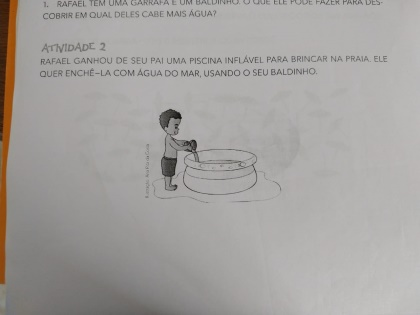 1. RAFAEL TEM UMA GARRAFA E UM BALDINHO. O QUE ELE PODE FAZER PARA DES-
COBRIR EM QUAL DELES CABE MAIS ÁGUA?
ATIVIDADE 2
RAFAEL GANHOU DE SEU PAI UMA PISCINA INFLÁVEL PARA BRINCAR NA PRAIA. ELE
QUER ENCHÊ-LA COM ÁGUA DO MAR, USANDO O SEU BALDINHO.